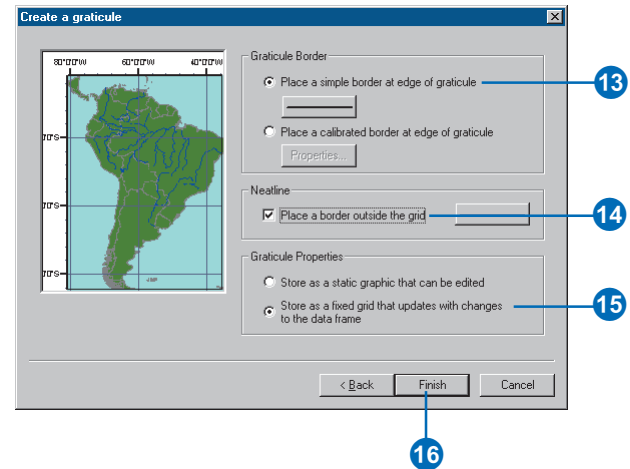 Create a graticule
80°0'0"W 60°0'0"W 40°0'0"W
Graticule Border
Place a simple border at edge of graticule
13
Place a calibrated border at edge of graticule
Properties...
Neatline
Place a border outside the grid
14
Graticule Properties
Store as a static graphic that can be edited
Store as a fixed grid that updates with changes
to the data frame
15
< Back Finish Cancel
16